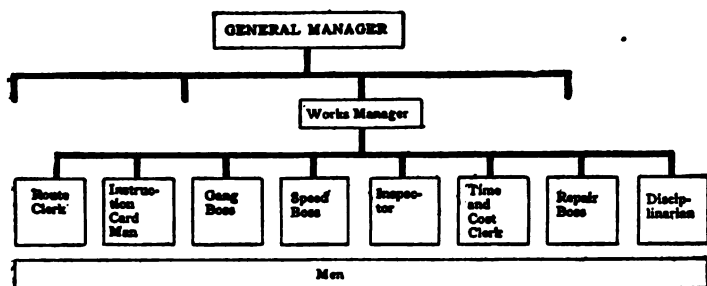 GENERAL MANAGER
Works Manager
Route
Clerk
Instruc-
tion
Card
Man
Gang
Boss
Speed
Boss
Inspec-
tor
Time
and
Cost
Clerk
Repair
Boss
Discip-
linarian
Men